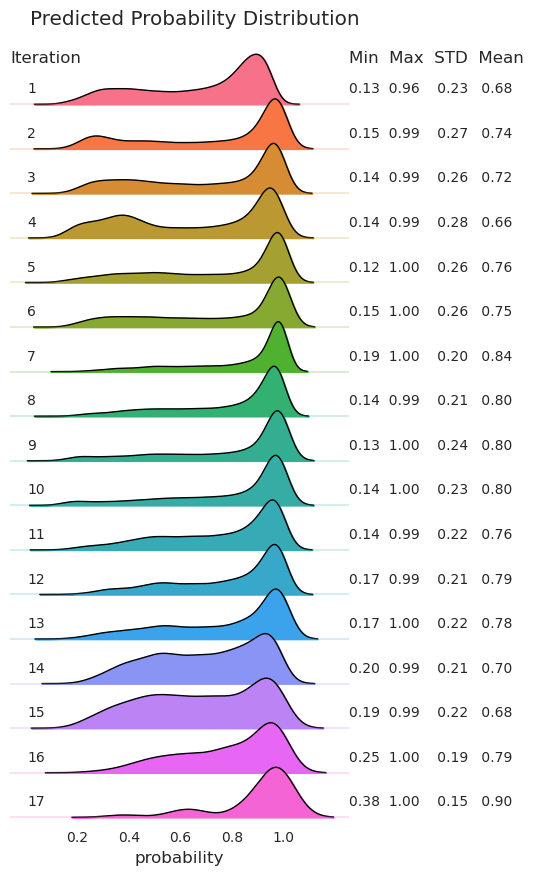 Predicted Probability Distribution
Iteration Min Max STD Mean
1 0.13 0.96 0.23 0.68
2 0.15 0.99 0.27 0.74
3 0.14 0.99 0.26 0.72
4 0.14 0.99 0.28 0.66
5 0.12 1.00 0.26 0.76
6 0.15 1.00 0.26 0.75
7 0.19 1.00 0.20 0.84
8 0.14 0.99 0.21 0.80
9 0.13 1.00 0.24 0.80
10 0.14 1.00 0.23 0.80
11 0.14 0.99 0.22 0.76
12 0.17 0.99 0.21 0.79
13 0.17 1.00 0.22 0.78
14 0.20 0.99 0.21 0.70
15 0.19 0.99 0.22 0.68
16 0.25 1.00 0.19 0.79
17 0.38 1.00 0.15 0.90
0.2 0.4 0.6 0.8 1.0
probability